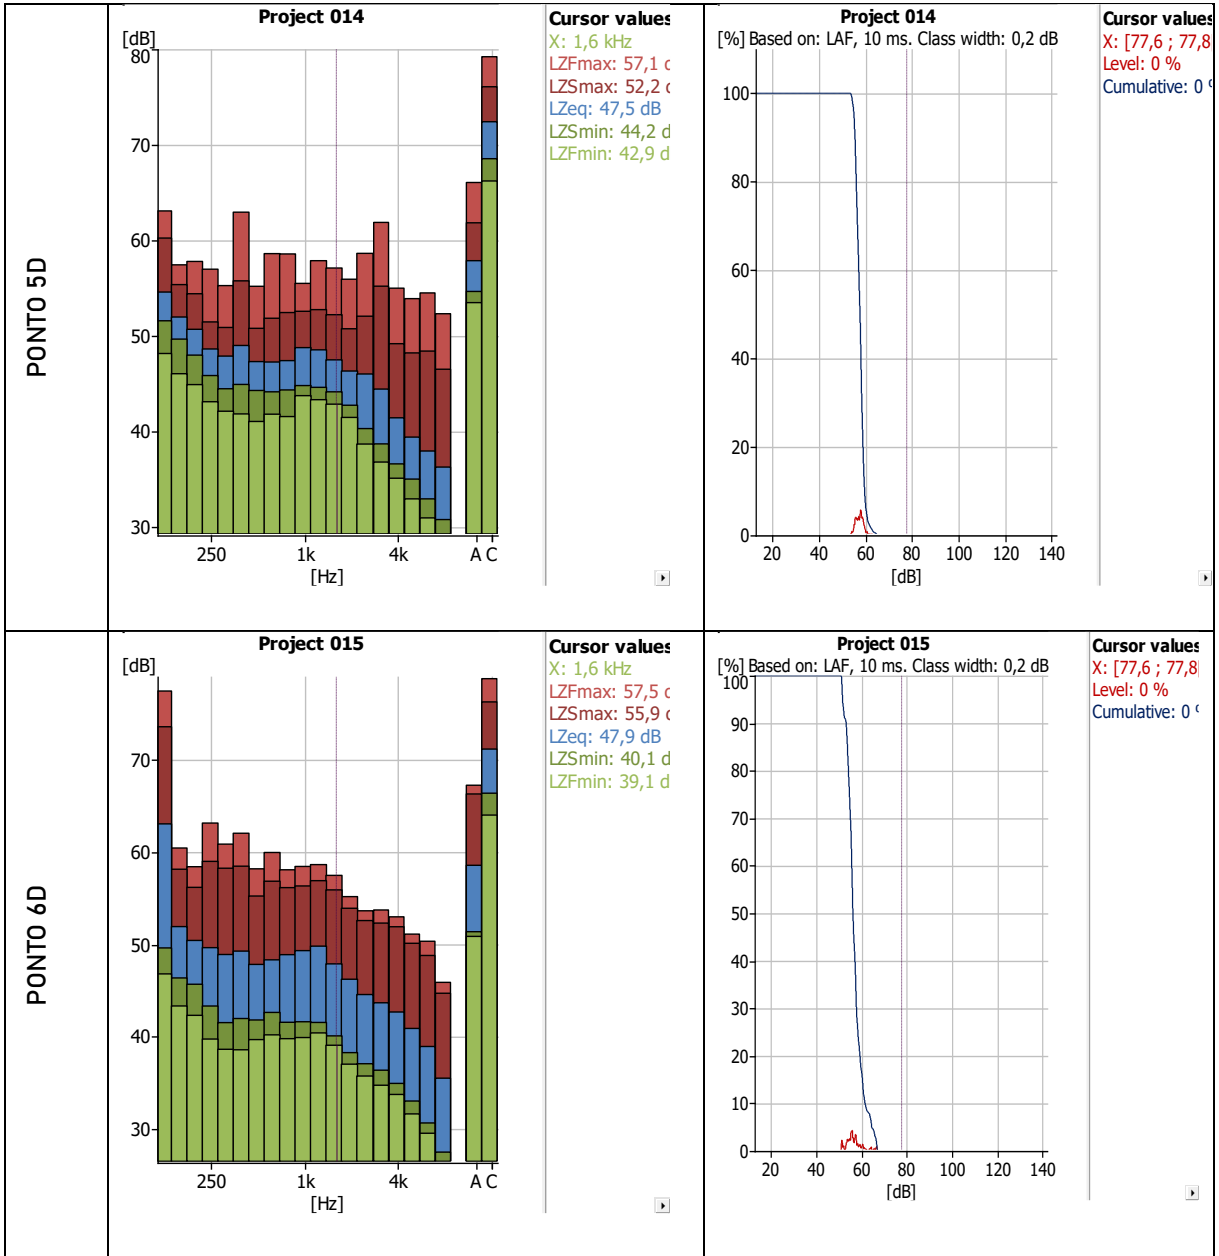 PONTO 5D
Project 014
[dB]
80
70
60
50
40
30
250 1k 4k A C
[Hz]
Cursor values
X: 1,6 kHz
LZFmax: 57,1 d
LZSmax: 52,2 d
LZeq: 47,5 dB
LZSmin: 44,2 d
LZFmin: 42,9 d
Project 014
[%] Based on: LAF, 10 ms. Class width: 0,2 dB
100
80
60
40
20
0
20 40 60 80 100 120 140
[dB]
Cursor values
X: [77,6 ; 77,8
Level: 0 %
Cumulative: 0 %
PONTO 6D
Project 015
[dB]
70
60
50
40
30
250 1k 4k A C
[Hz]
Cursor values
X: 1,6 kHz
LZFmax: 57,5 d
LZSmax: 55,9 d
LZeq: 47,9 dB
LZSmin: 40,1 d
LZFmin: 39,1 d
Project 015
[%] Based on: LAF, 10 ms. Class width: 0,2 dB
100
90
80
70
60
50
40
30
20
10
0
20 40 60 80 100 120 140
[dB]
Cursor values
X: [77,6 ; 77,8]
Level: 0 %
Cumulative: 0 %